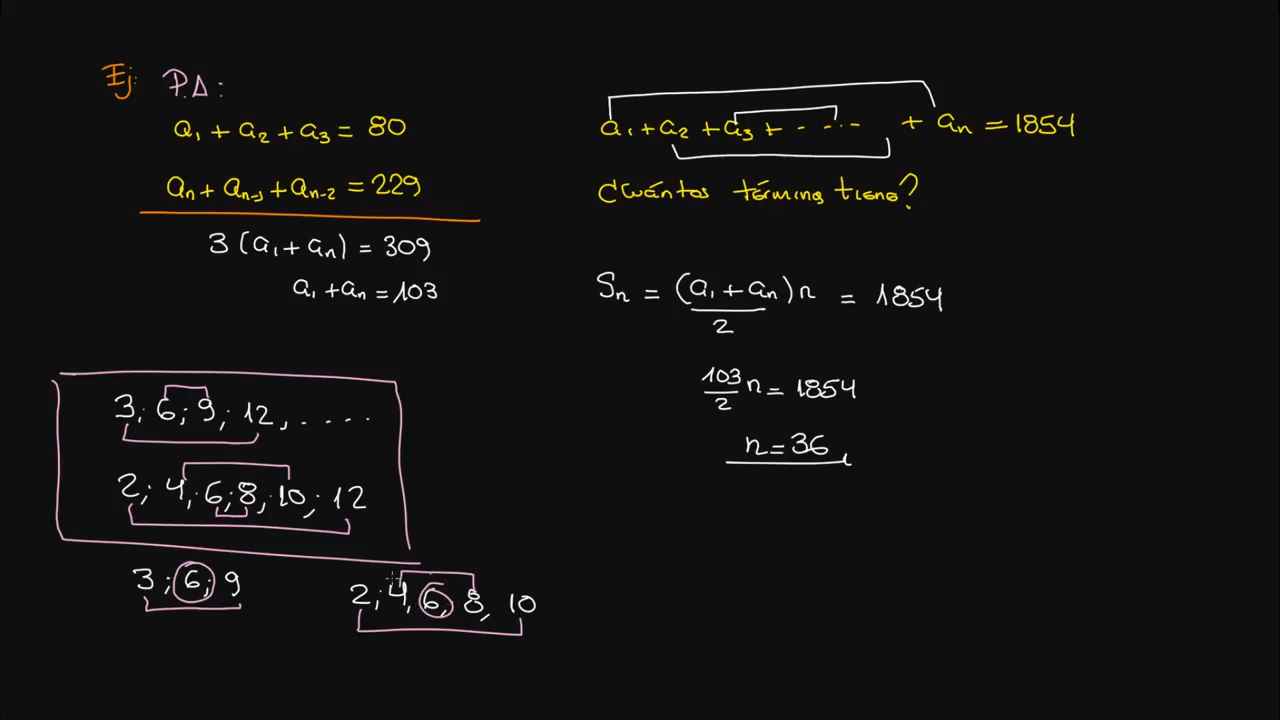 Ej: P.A:
a₁ + a₂ + a₃ = 80
aₙ + aₙ₋₁ + aₙ₋₂ = 229
3 (a₁ + aₙ) = 309
a₁ + aₙ = 103
3, 6; 9, 12, ....
2; 4, 6, 8, 10, 12
3; 6; 9
2; 4, 6, 8, 10
a₁ + a₂ + a₃ + ..... + aₙ = 1854
Cuántos términos tiene?
Sₙ = (a₁ + aₙ)n / 2 = 1854
103/2 n = 1854
n = 36